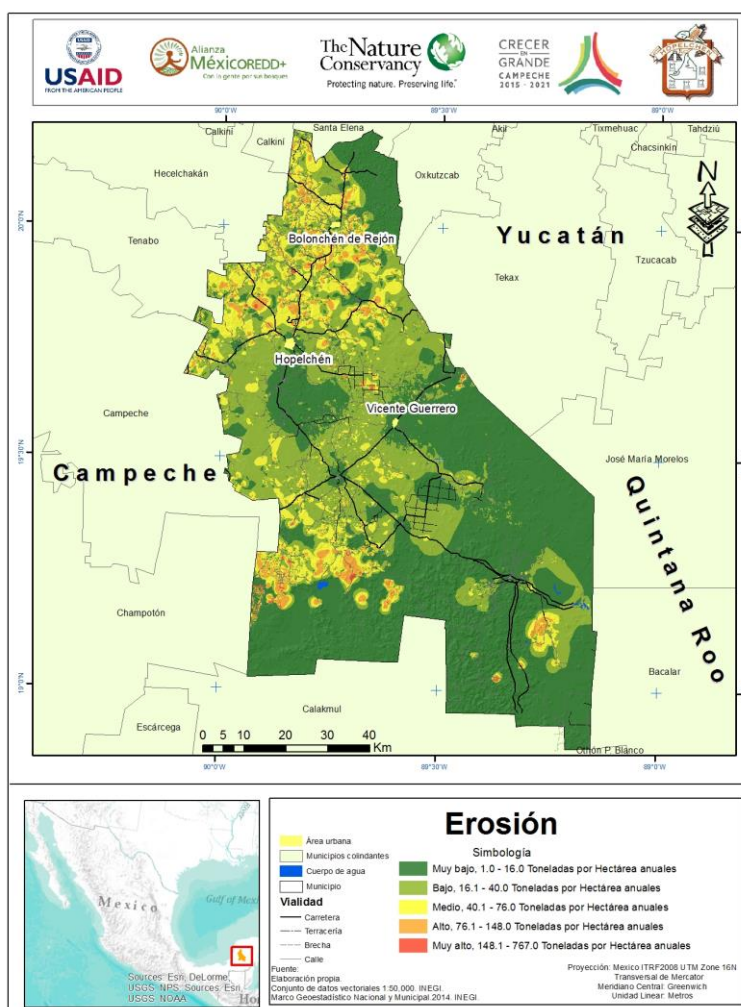 USAID
FROM THE AMERICAN PEOPLE
Alianza
MéxicoREDD+
Con la gente por sus bosques
The Nature
Conservancy
Protecting nature. Preserving life.
CRECER
EN
GRANDE
CAMPECHE
2015 - 2021
HOPELCHEN
90°0'W
89°30'W
89°0'W
Calkiní
Santa Elena
Akil
Tixmehuac
Tahdziú
Calkiní
Chacsinkín
Hecelchakán
Oxkutzcab
N
20°0'N
Bolonchén de Rejón
Yucatán
Tenabo
Tzucacab
Tekax
Hopelchén
Vicente Guerrero
Campeche
19°30'N
José María Morelos
Campeche
Quintana Roo
Champotón
19°0'N
Bacalar
Calakmul
Escárcega
Othón P. Blanco
0 5 10 20 30 40
Km
90°0'W
89°30'W
89°0'W
Mexico
Gulf of Mexi
Sources: Esri, DeLorme,
USGS, NPS, Sources: Esri,
USGS, NOAA
Erosión
Simbología
Área urbana
Municipios colindantes
Cuerpo de agua
Municipio
Vialidad
Carretera
Terracería
Brecha
Calle
Muy bajo, 1.0 - 16.0 Toneladas por Hectárea anuales
Bajo, 16.1 - 40.0 Toneladas por Hectárea anuales
Medio, 40.1 - 76.0 Toneladas por Hectárea anuales
Alto, 76.1 - 148.0 Toneladas por Hectárea anuales
Muy alto, 148.1 - 767.0 Toneladas por Hectárea anuales
Fuente:
Elaboración propia.
Conjunto de datos vectoriales 1:50,000. INEGI.
Marco Geoestadístico Nacional y Municipal.2014. INEGI
Proyección: Mexico ITRF2008 UTM Zone 16N
Transversal de Mercator
Meridiano Central: Greenwich
Unidad Lineal: Metros